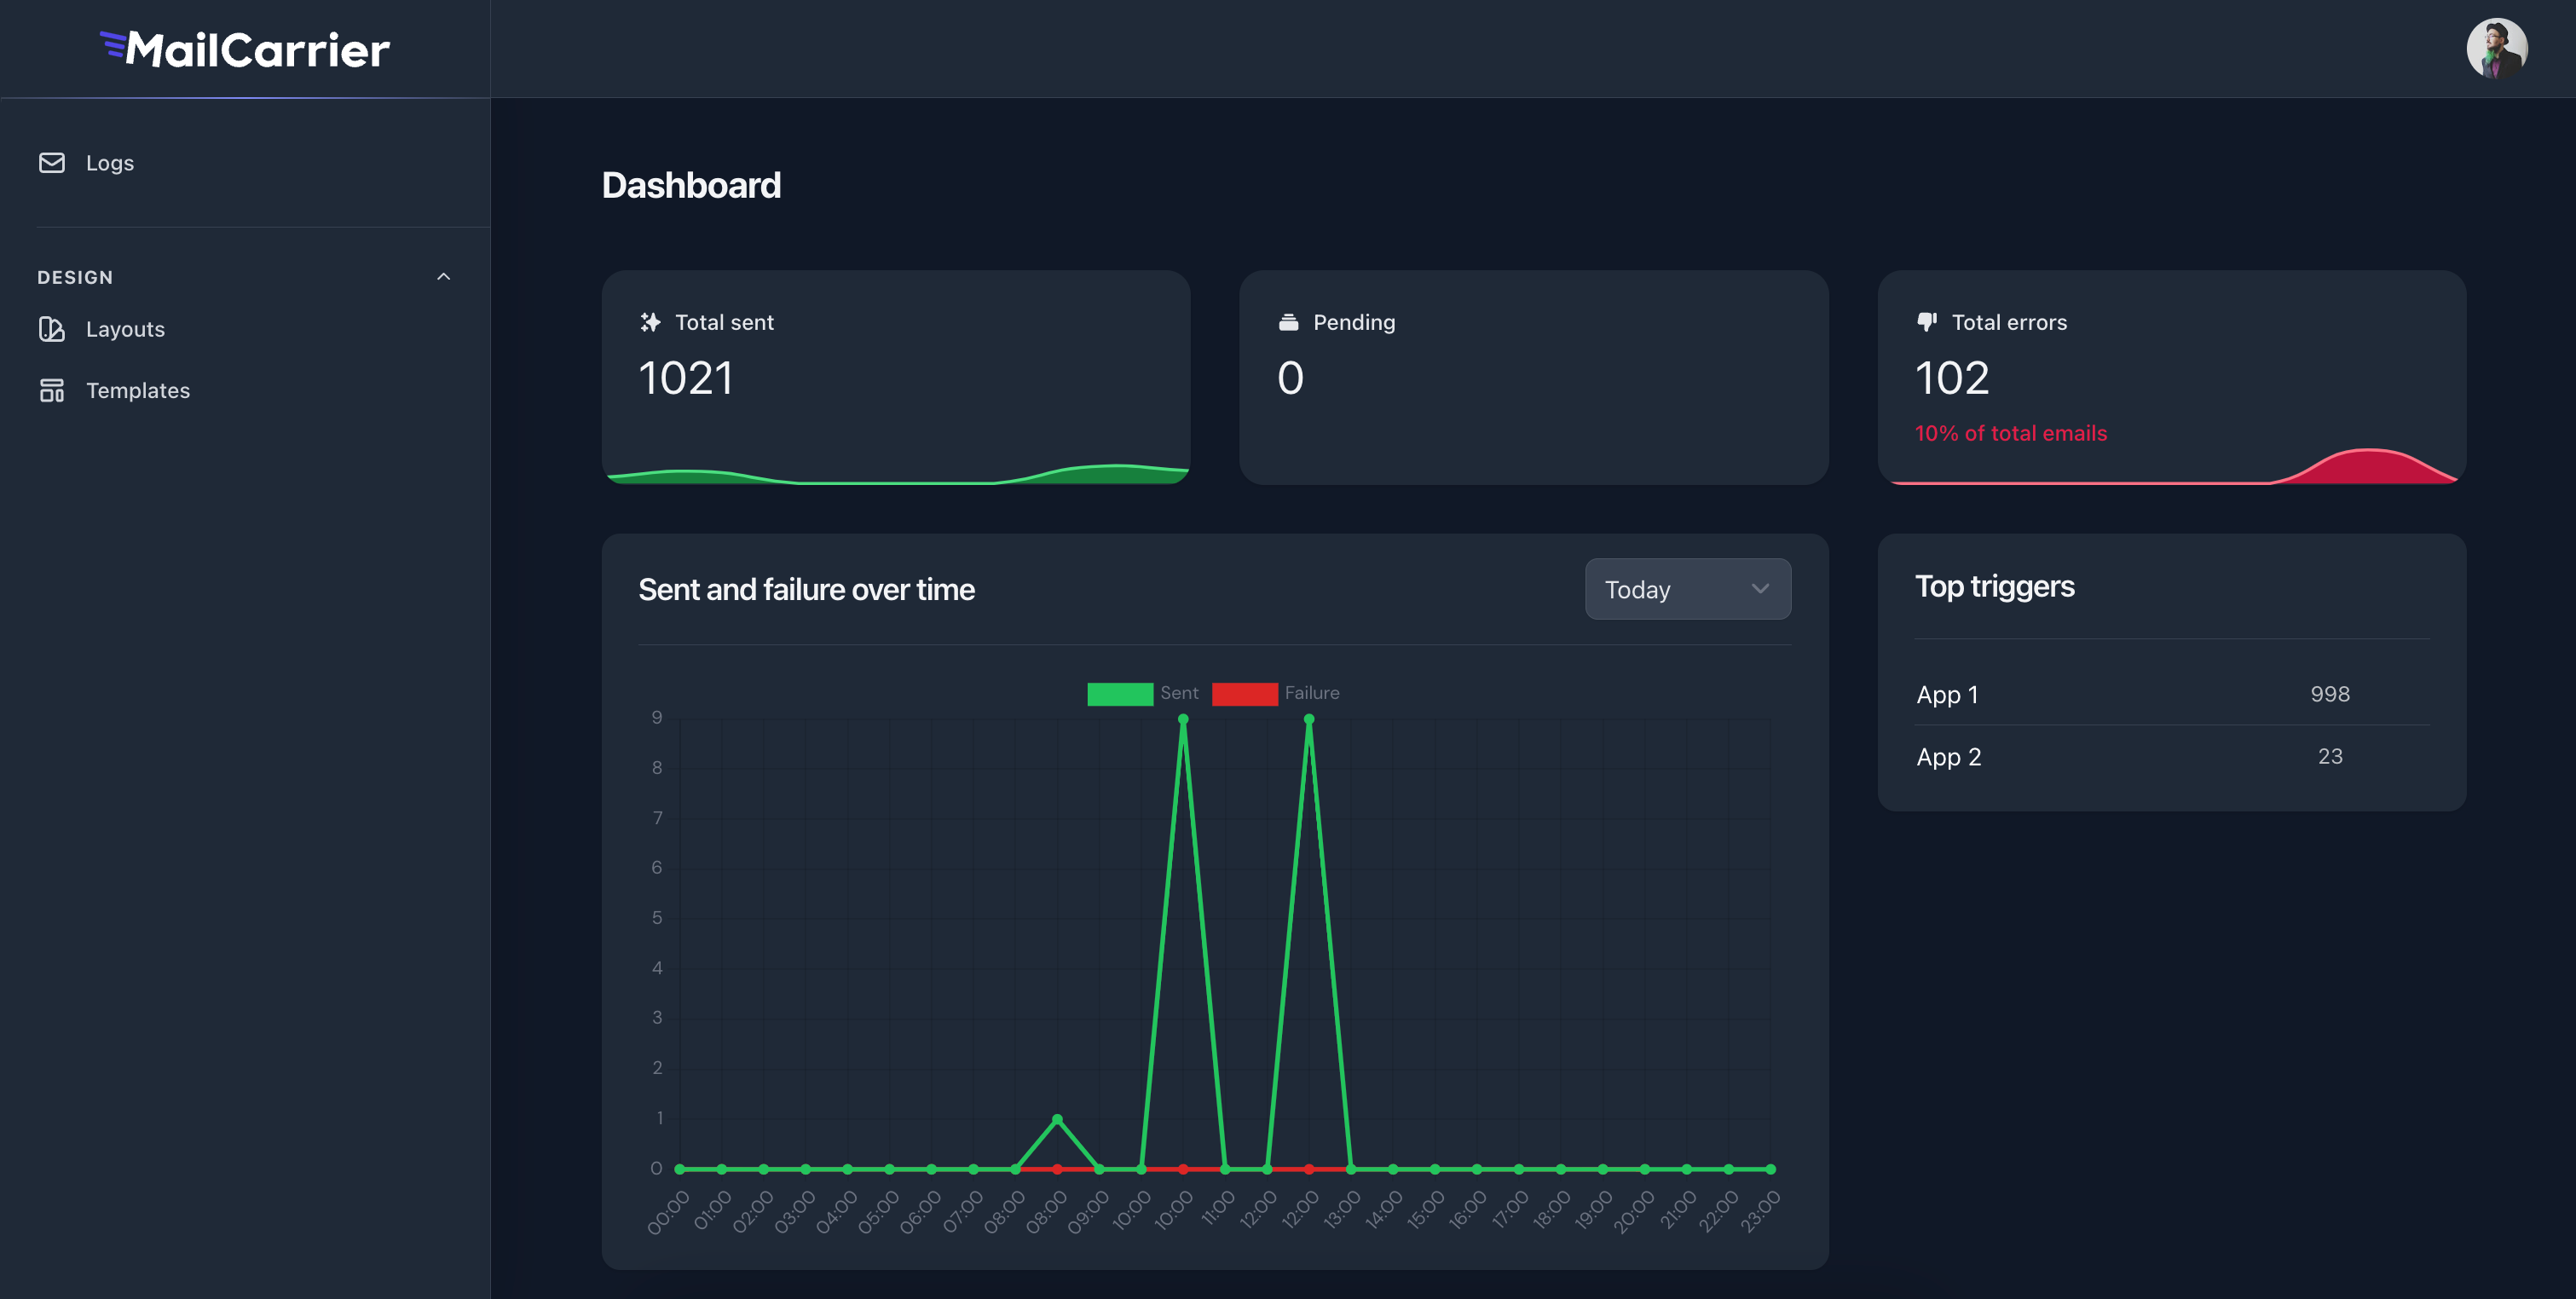 MailCarrier
Logs
DESIGN
Layouts
Templates
Dashboard
Total sent
1021
Pending
0
Total errors
102
10% of total emails
Sent and failure over time
Today
Sent Failure
9
8
7
6
5
4
3
2
1
0
00:00 01:00 02:00 03:00 04:00 05:00 06:00 07:00 08:00 08:00 09:00 10:00 10:00 11:00 12:00 12:00 13:00 14:00 15:00 16:00 17:00 18:00 19:00 20:00 21:00 22:00 23:00
Top triggers
App 1 998
App 2 23